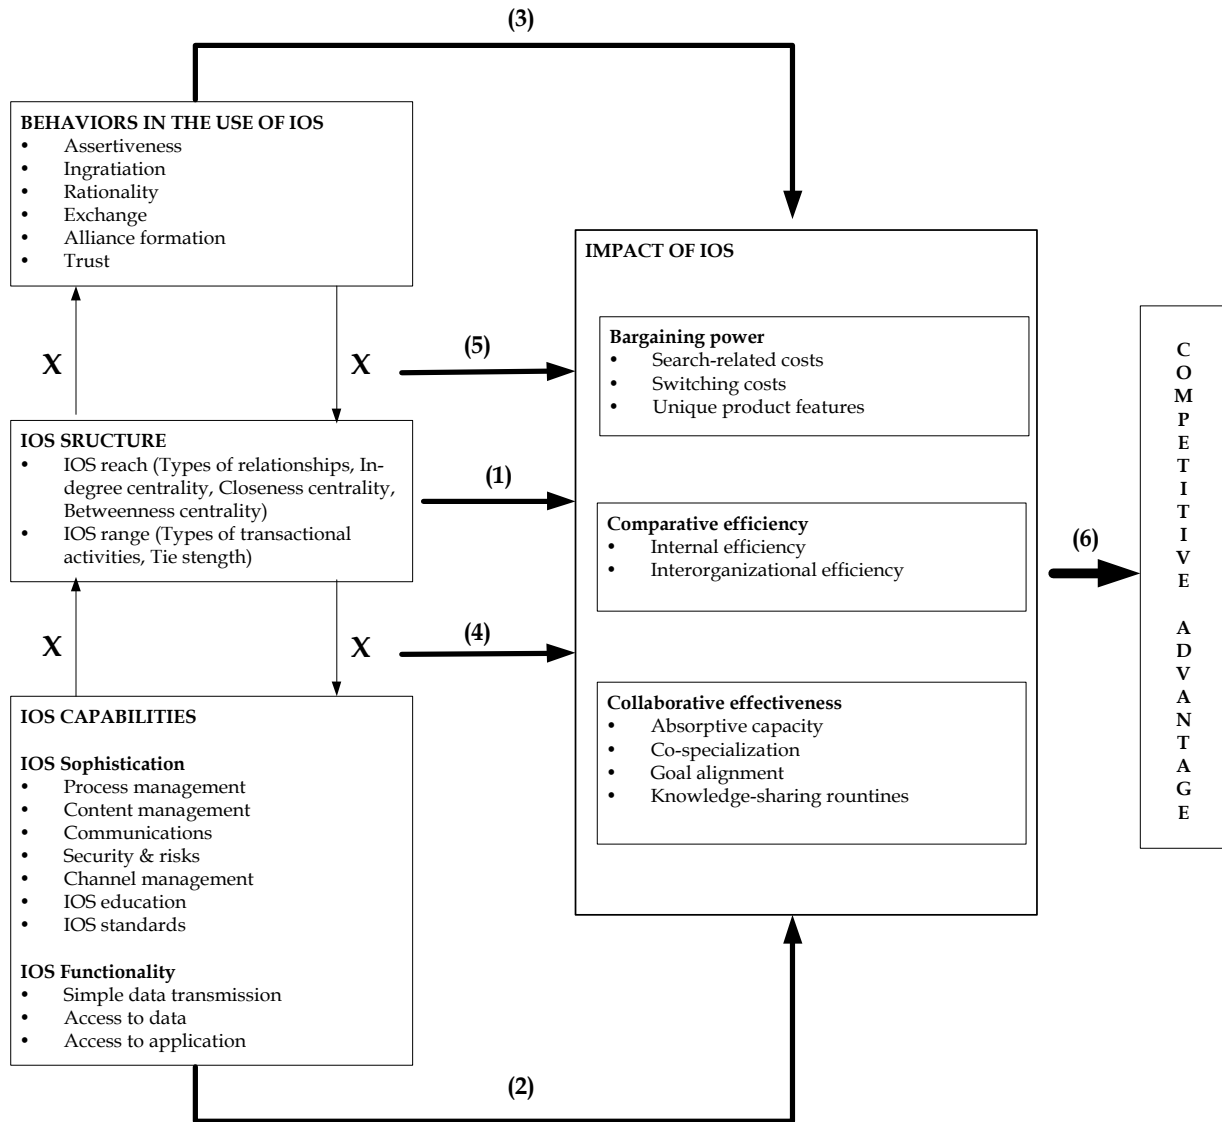 (3)
BEHAVIORS IN THE USE OF IOS
• Assertiveness
• Ingratiation
• Rationality
• Exchange
• Alliance formation
• Trust
X
X
(5)
IOS SRUCTURE
• IOS reach (Types of relationships, In-
degree centrality, Closeness centrality,
Betweenness centrality)
• IOS range (Types of transactional
activities, Tie stength)
(1)
X
X
(4)
IOS CAPABILITIES
IOS Sophistication
• Process management
• Content management
• Communications
• Security & risks
• Channel management
• IOS education
• IOS standards
IOS Functionality
• Simple data transmission
• Access to data
• Access to application
(2)
IMPACT OF IOS
Bargaining power
• Search-related costs
• Switching costs
• Unique product features
Comparative efficiency
• Internal efficiency
• Interorganizational efficiency
Collaborative effectiveness
• Absorptive capacity
• Co-specialization
• Goal alignment
• Knowledge-sharing rountines
(6)
COMPETITIVE ADVANTAGE